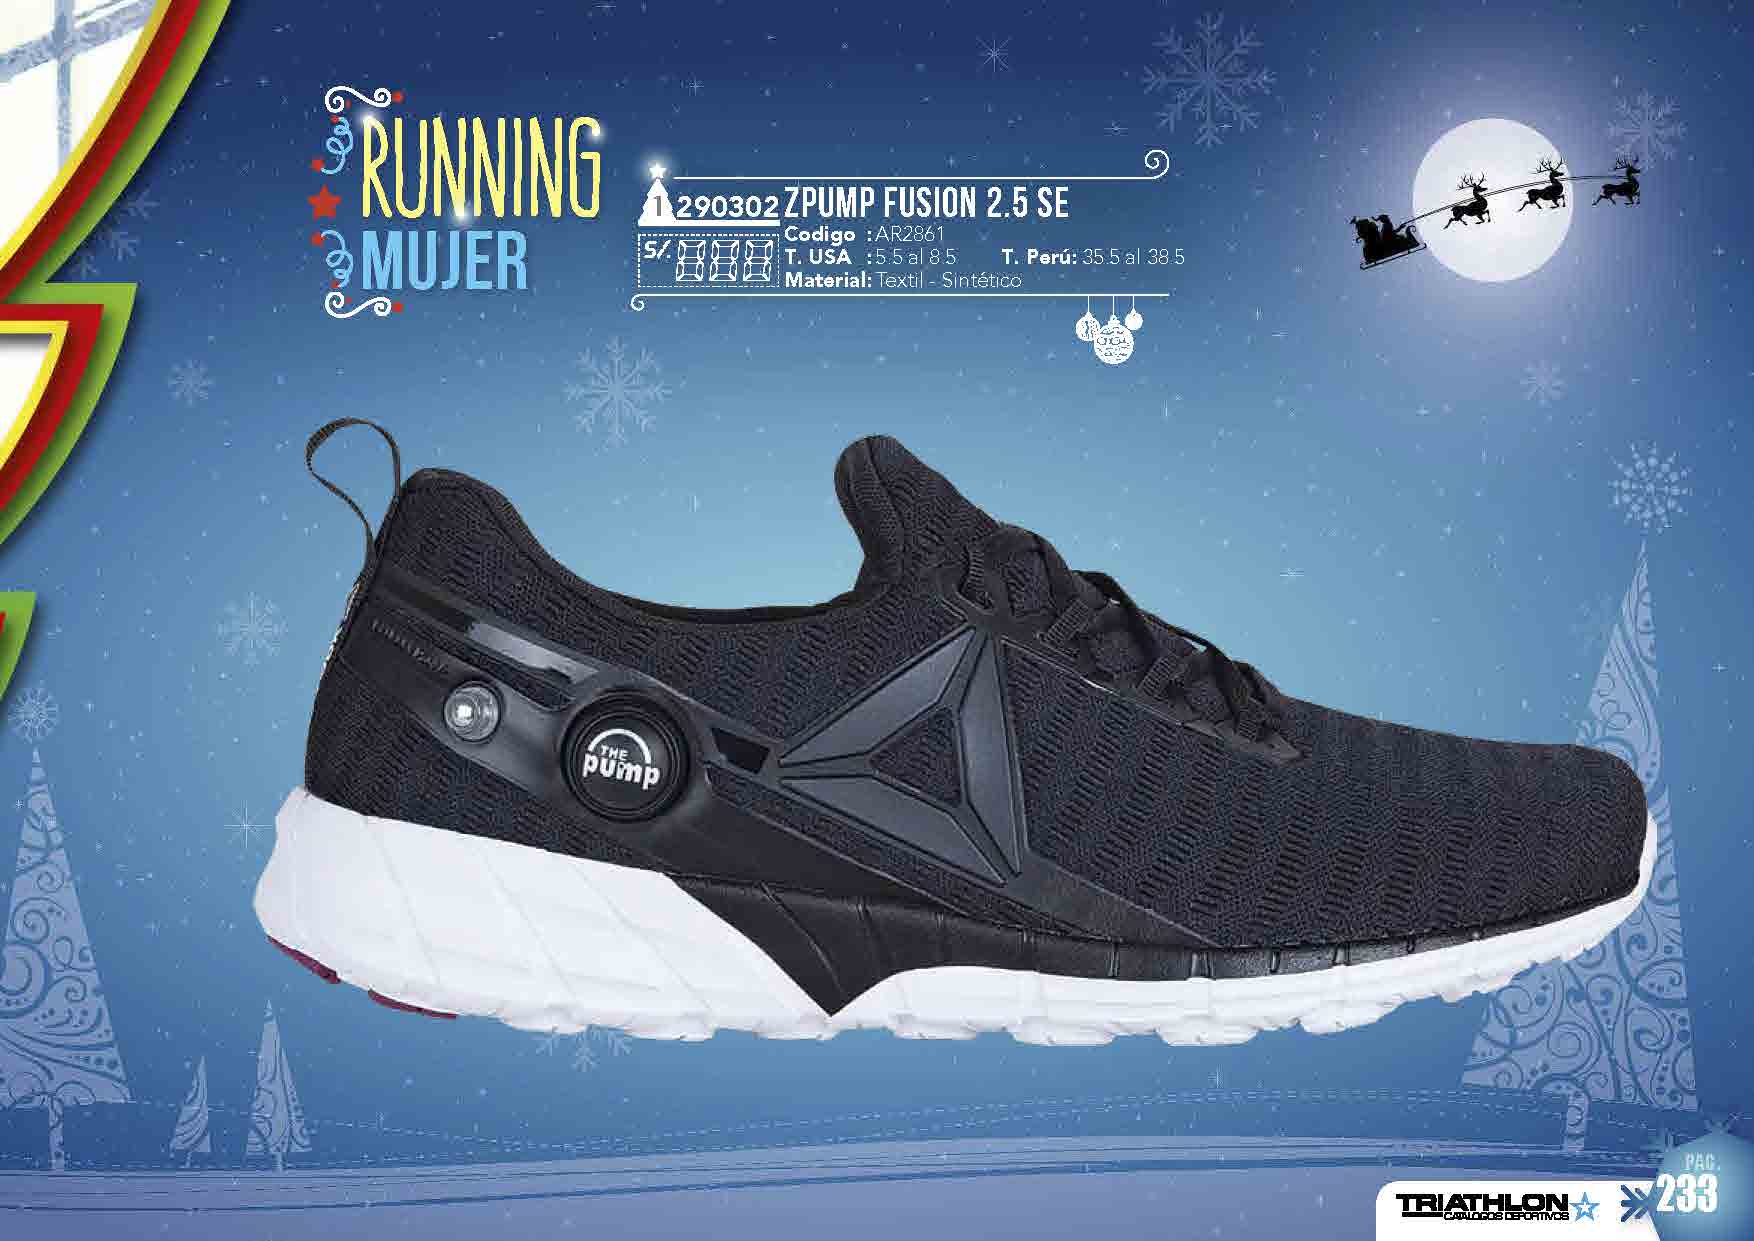 RUNNING
MUJER
1 290302 ZPUMP FUSION 2.5 SE
Codigo : AR2861
S/.
T. USA : 5.5 al 8.5 T. Perú: 35.5 al 38.5
Material: Textil - Sintético
THE
pump
PAG.
233
TRIATHLON
CATALOGOS DEPORTIVOS